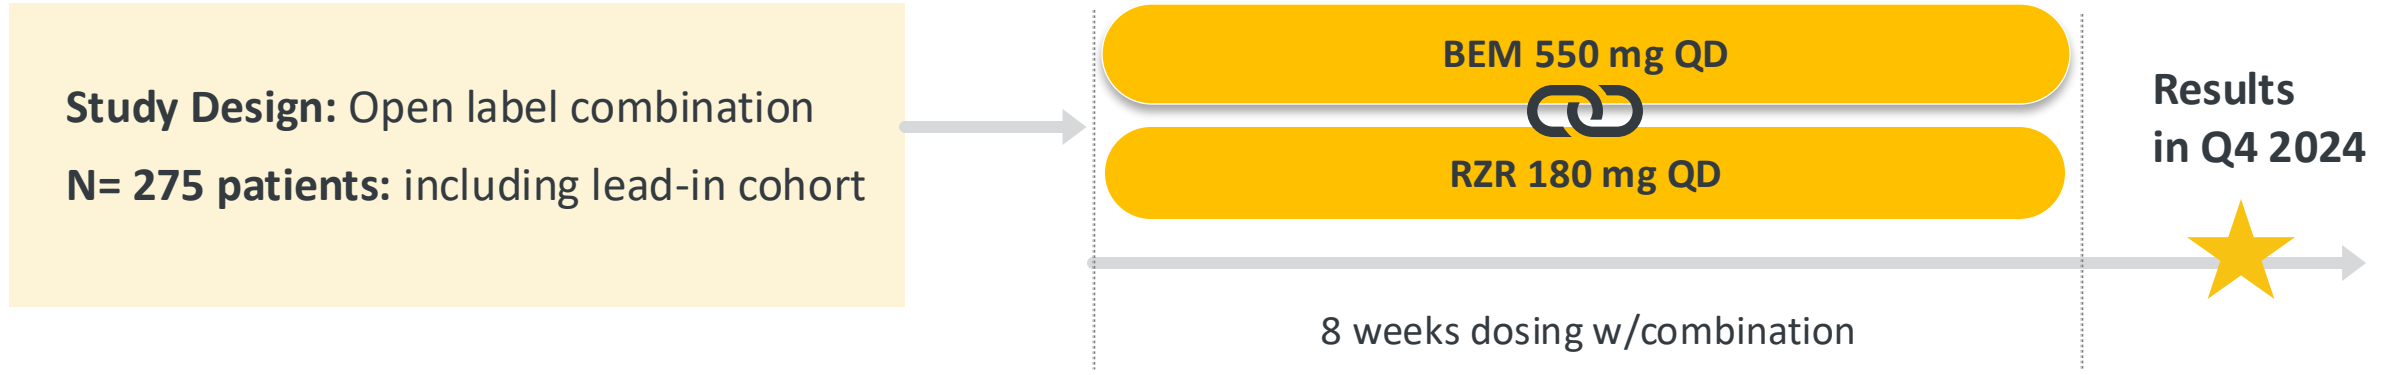 Study Design: Open label combination
N= 275 patients: including lead-in cohort
BEM 550 mg QD
RZR 180 mg QD
8 weeks dosing w/combination
Results
in Q4 2024